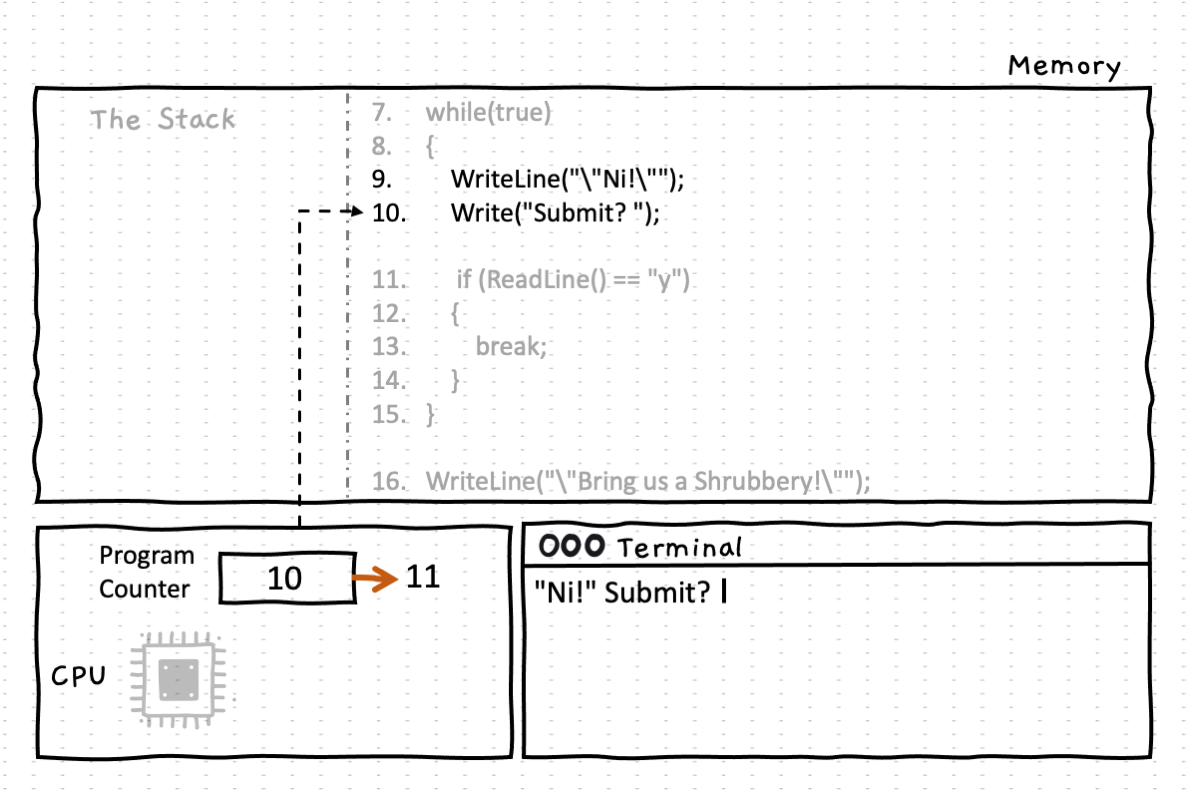 Memory
The Stack
7. while(true)
8. {
9. WriteLine("\"Ni!\"");
10. Write("Submit? ");
11. if (ReadLine() == "y")
12. {
13. break;
14. }
15. }
16. WriteLine("\"Bring us a Shrubbery!\"");
Program
Counter
10
11
CPU
Terminal
"Ni!" Submit? |